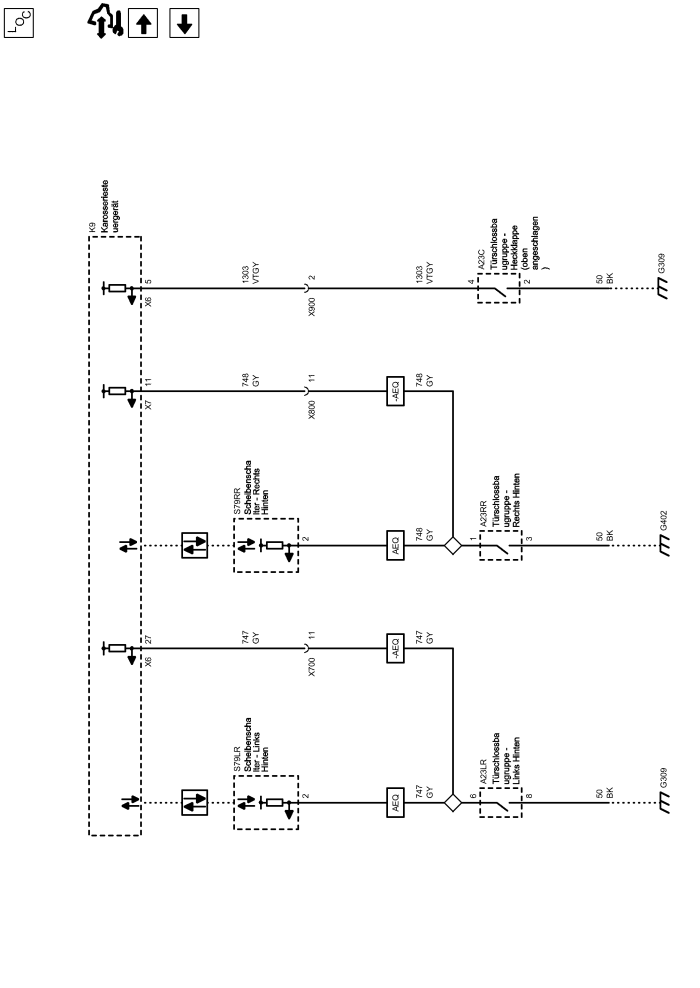 LOC
K9
Karosserieste
uergerät
X6 5
1303
VTGY
X900 2
1303
VTGY
4
A23C
Türschlossba
ugruppe -
Heckklappe
(oben
angeschlagen
)
2
50
BK
G309
X7 11
748
GY
X800 11
-AEQ
748
GY
S79RR
Scheibenscha
lter - Rechts
Hinten
2
AEQ
748
GY
1
A23RR
Türschlossba
ugruppe -
Rechts Hinten
3
50
BK
G402
X6 27
747
GY
X700 11
-AEQ
747
GY
S79LR
Scheibenscha
lter - Links
Hinten
2
AEQ
747
GY
6
A23LR
Türschlossba
ugruppe -
Links Hinten
8
50
BK
G309